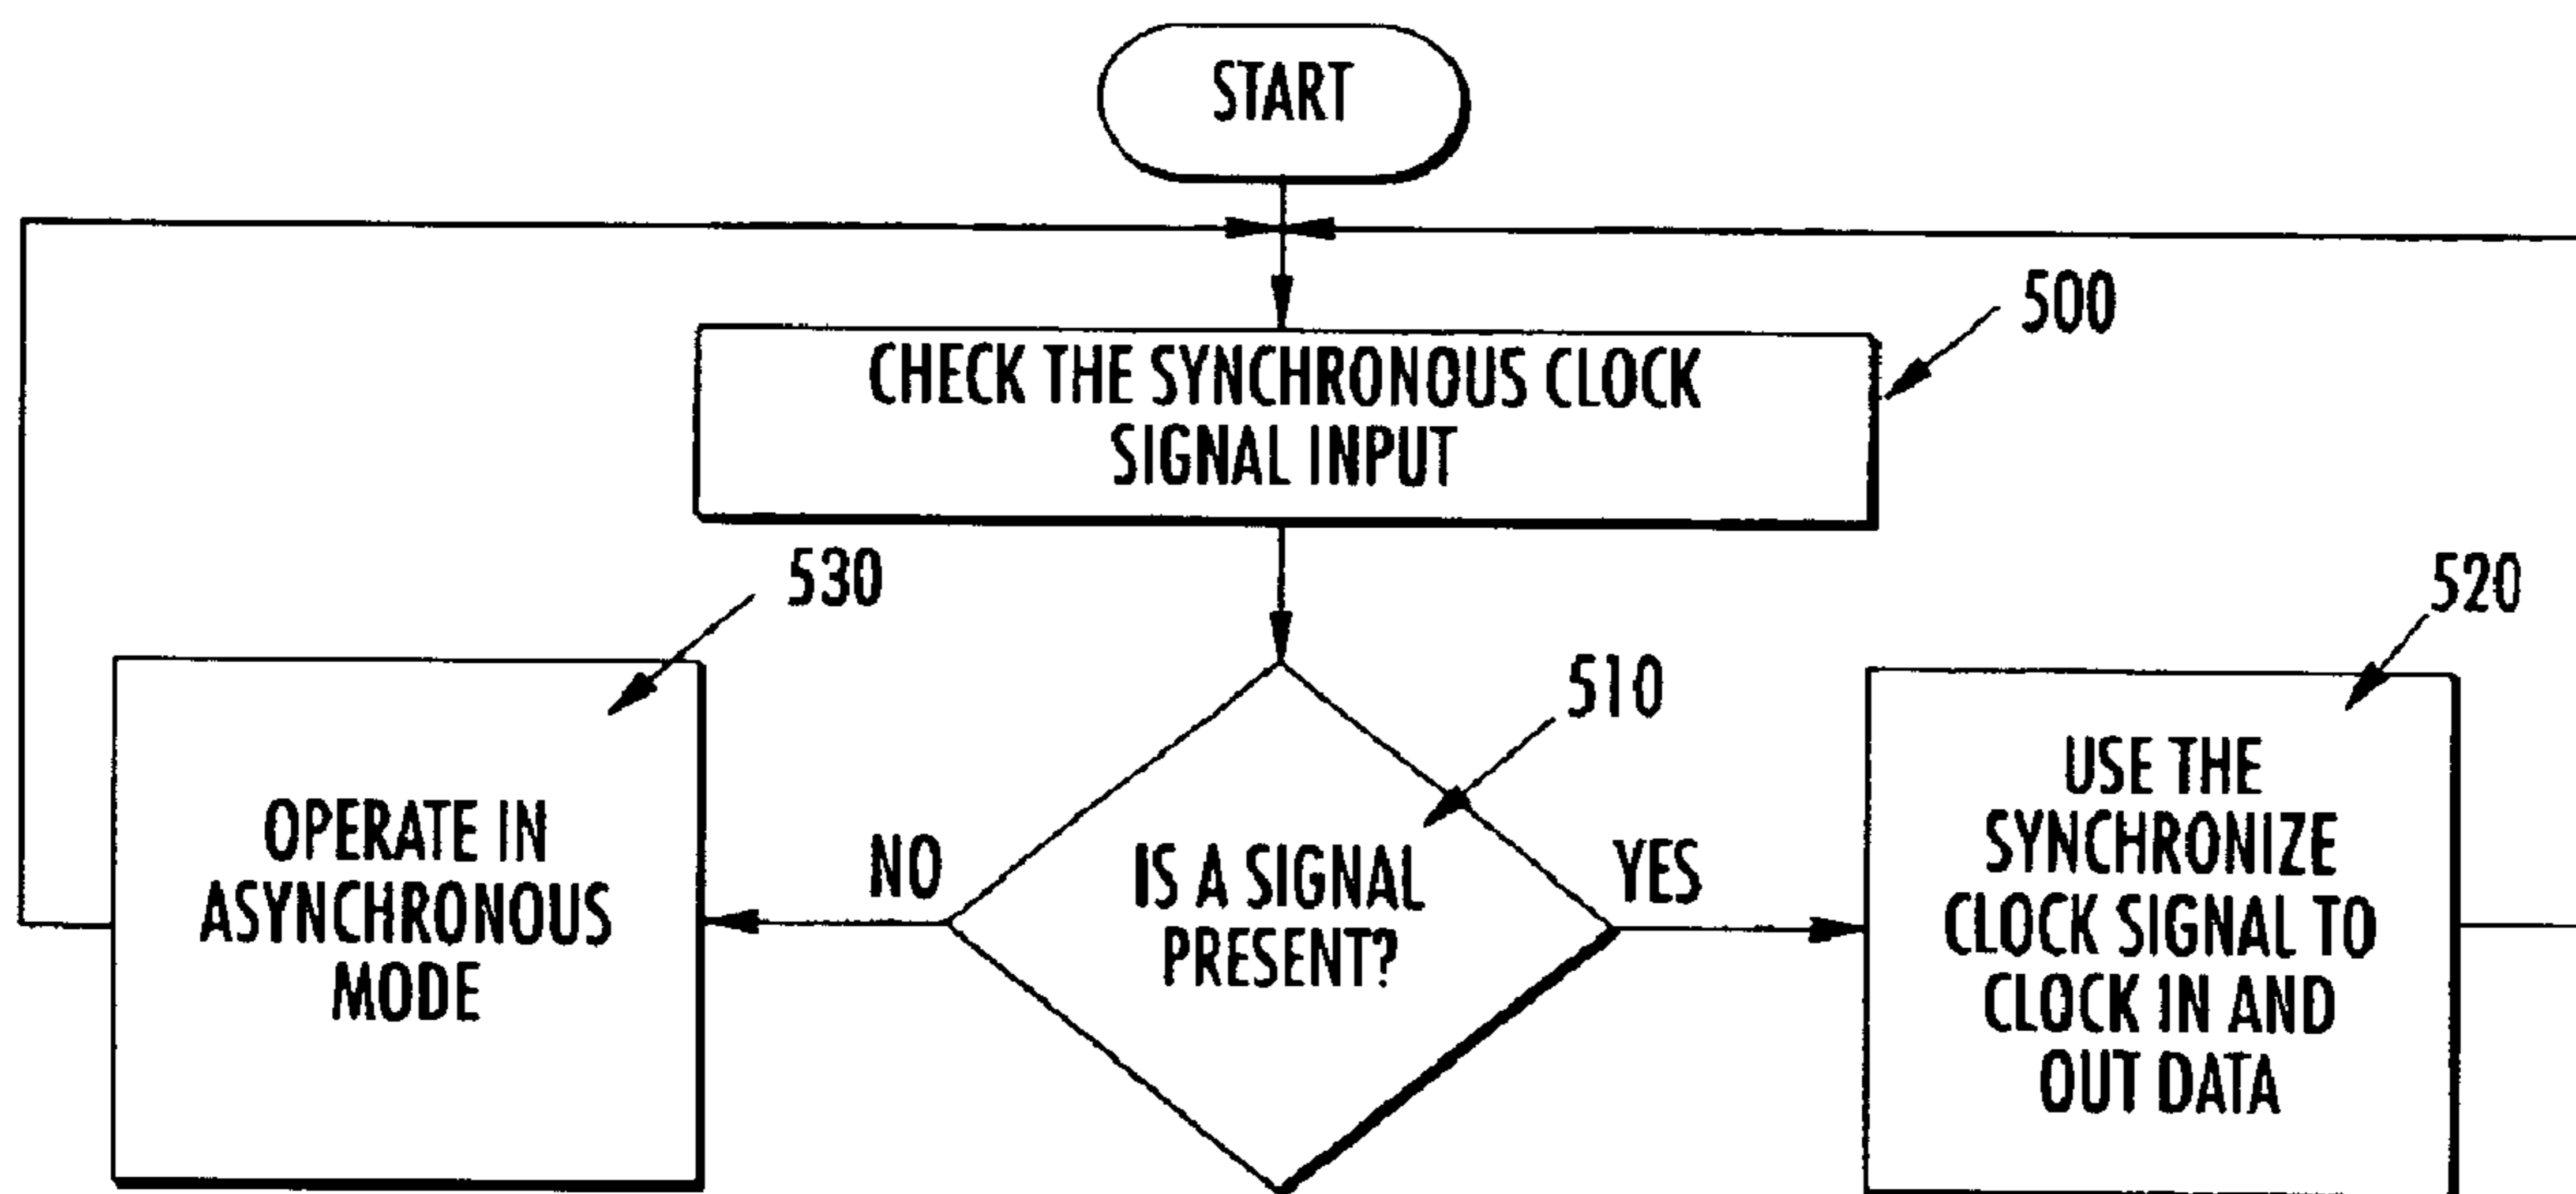 START
500
CHECK THE SYNCHRONOUS CLOCK
SIGNAL INPUT
530
520
510
OPERATE IN
ASYNCHRONOUS
MODE
NO
IS A SIGNAL
PRESENT?
YES
USE THE
SYNCHRONIZE
CLOCK SIGNAL TO
CLOCK IN AND
OUT DATA